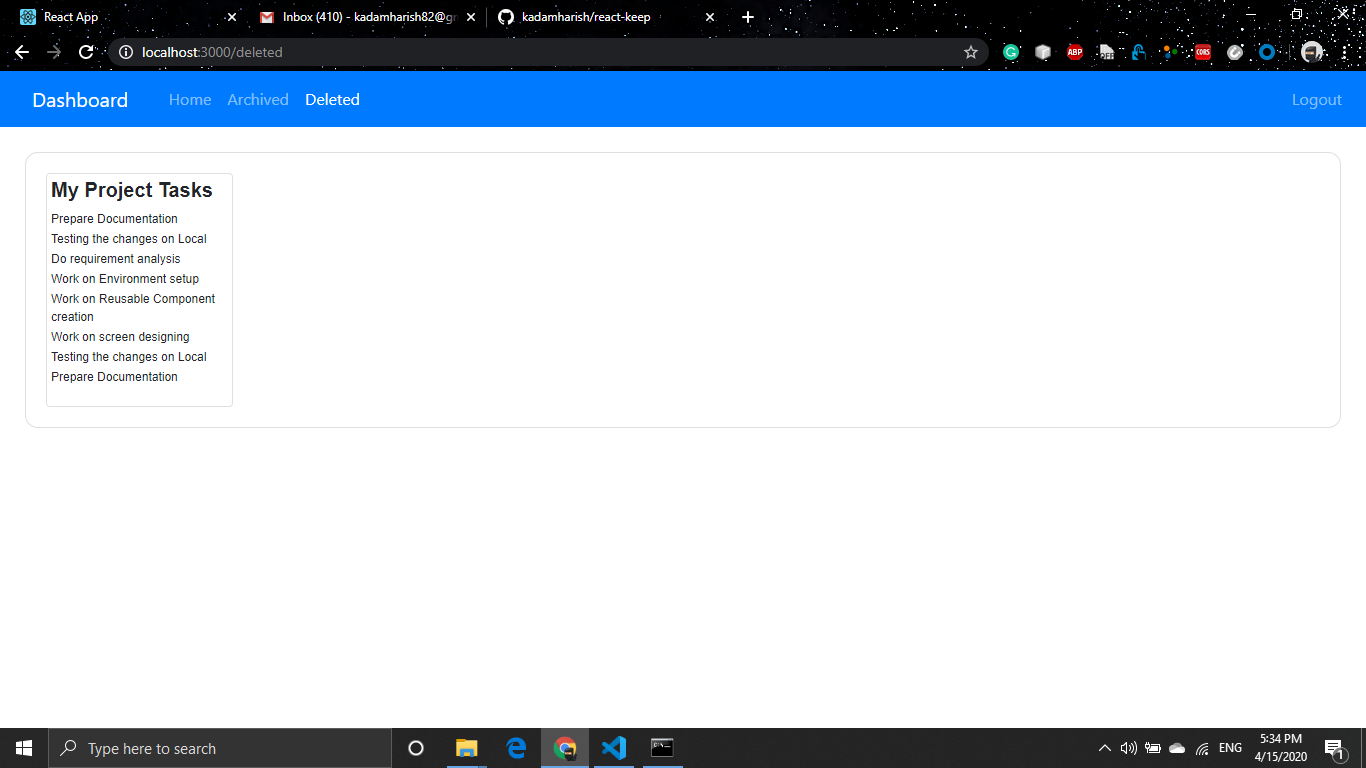 React App
Inbox (410) - kadamharish82@gr
kadamharish/react-keep
localhost:3000/deleted
ABP
OFF
CORS
Dashboard
Home
Archived
Deleted
Logout
My Project Tasks
Prepare Documentation
Testing the changes on Local
Do requirement analysis
Work on Environment setup
Work on Reusable Component
creation
Work on screen designing
Testing the changes on Local
Prepare Documentation
Type here to search
ENG
5:34 PM
4/15/2020
1